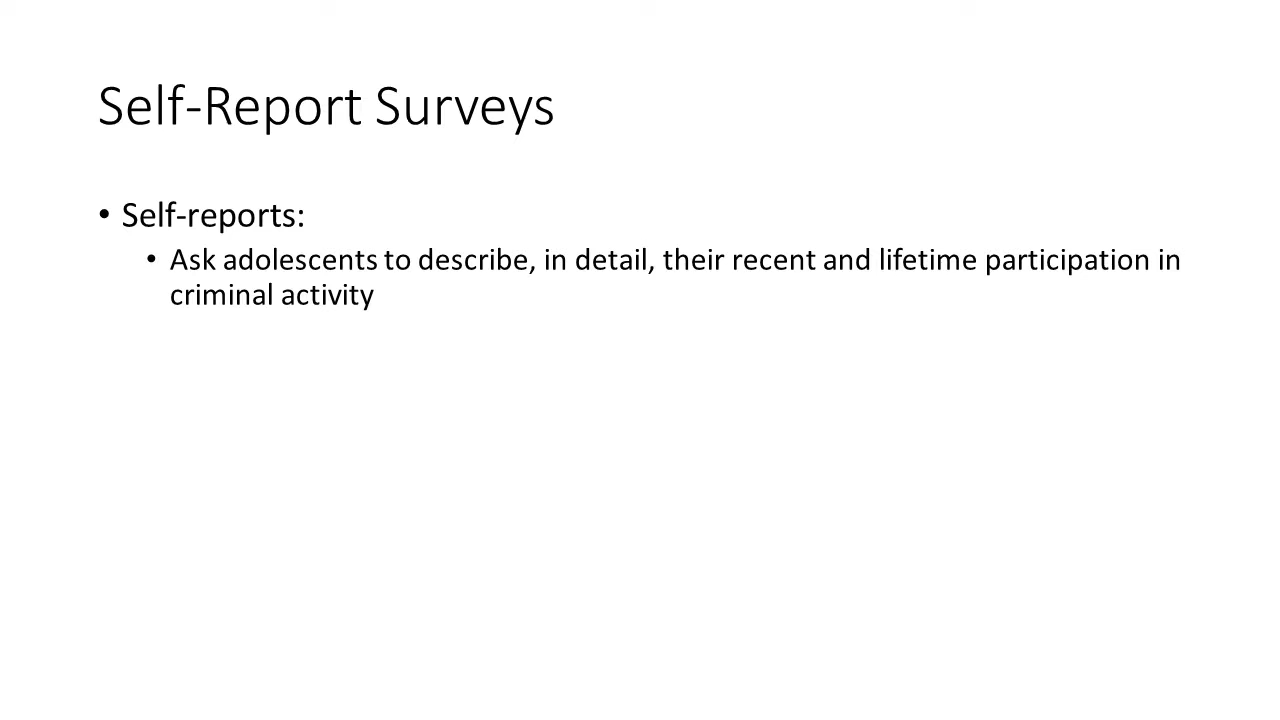 Self-Report Surveys
• Self-reports:
• Ask adolescents to describe, in detail, their recent and lifetime participation in
criminal activity